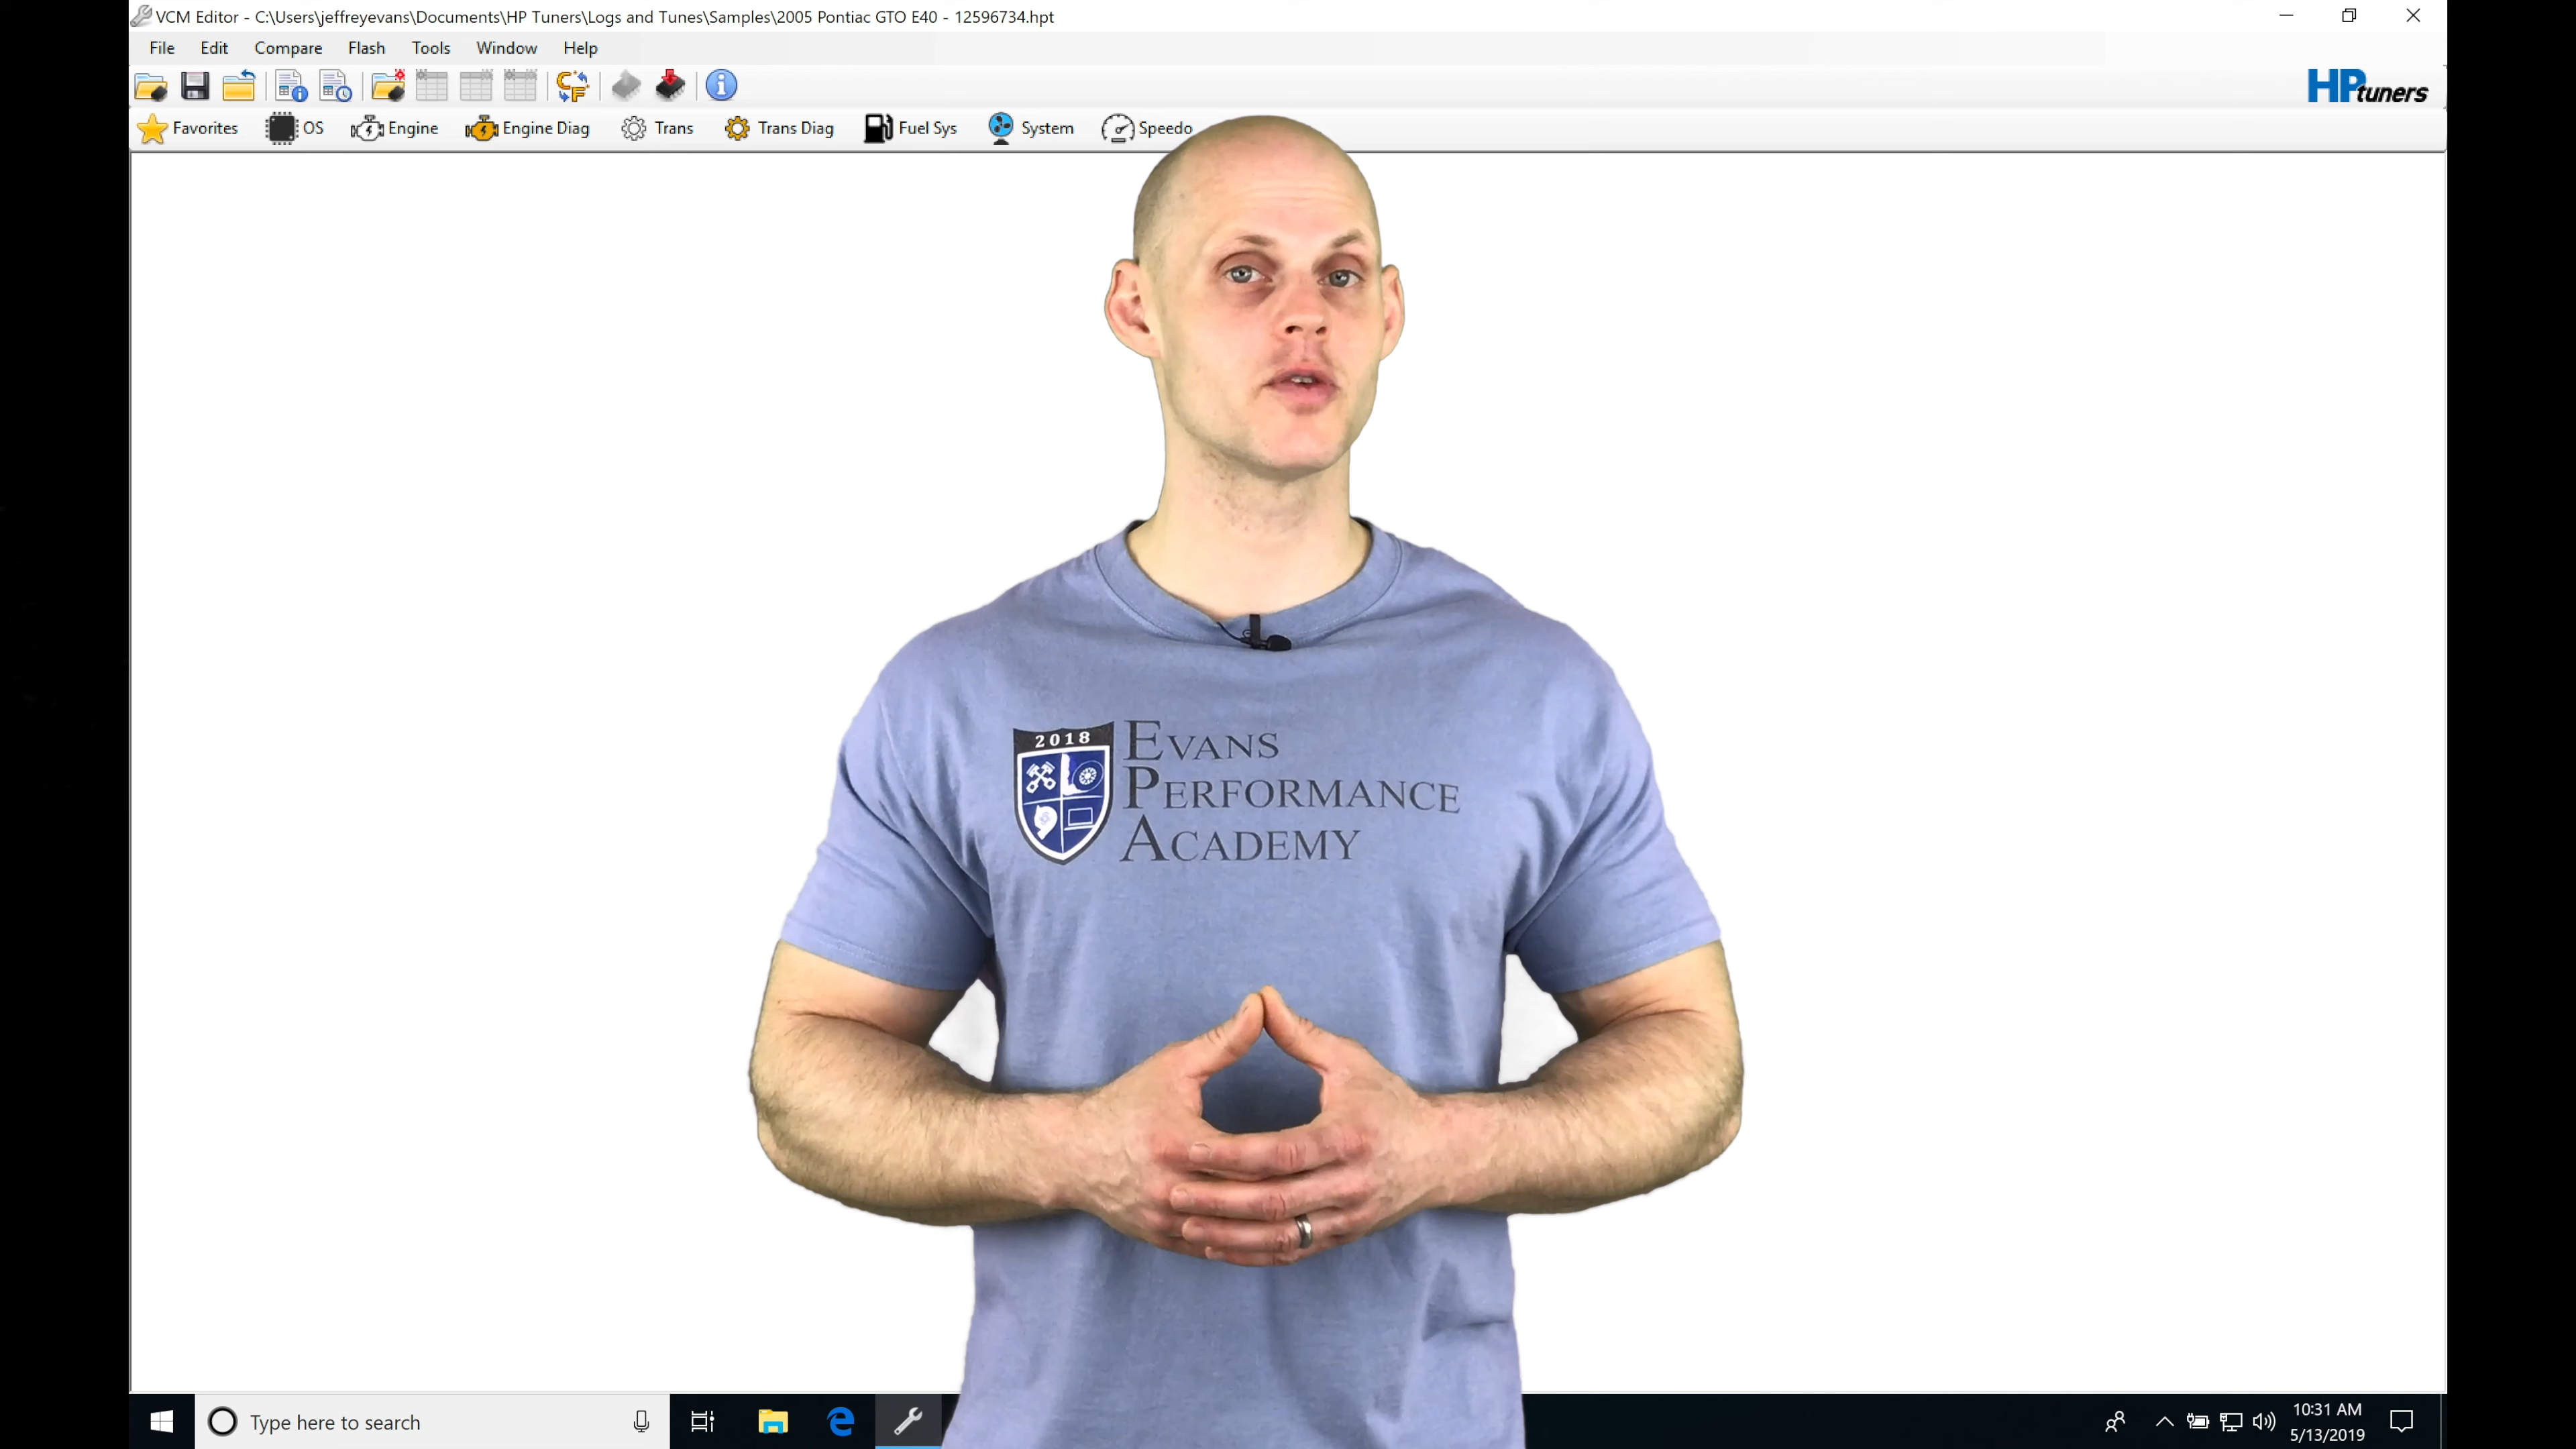 VCM Editor - C:\Users\jeffreyevans\Documents\HP Tuners\Logs and Tunes\Samples\2005 Pontiac GTO E40 - 12596734.hpt
File Edit Compare Flash Tools Window Help
HP tuners
Favorites OS Engine Engine Diag Trans Trans Diag Fuel Sys System Speedo
2018
EVANS
PERFORMANCE
ACADEMY
Type here to search
10:31 AM
5/13/2019